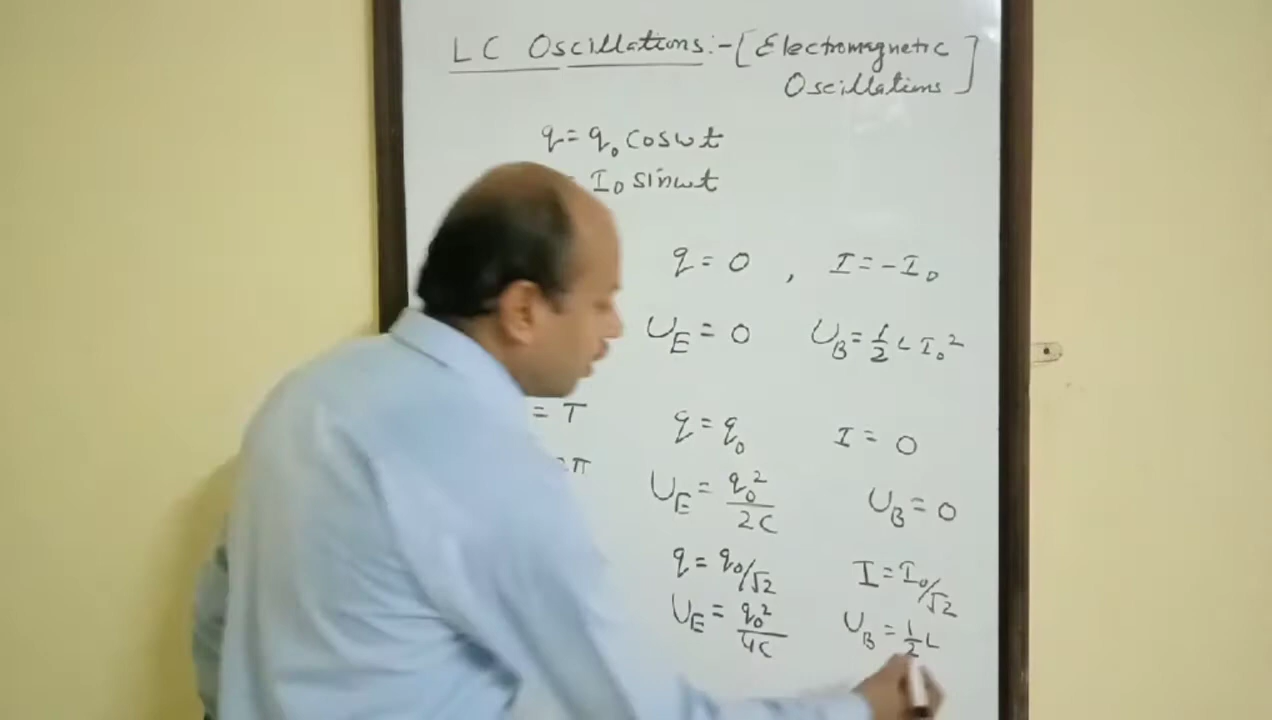 LC Oscillations:-[Electromagnetic
Oscillations]
q = q₀ cosωt
I₀ sinωt
q = 0 , I = -I₀
U_E = 0 U_B = 1/2 L I₀²
= T q = q₀ I = 0
π
U_E = q₀²/2C U_B = 0
q = q₀/√2 I = I₀/√2
U_E = q₀²/4C U_B = 1/2 L